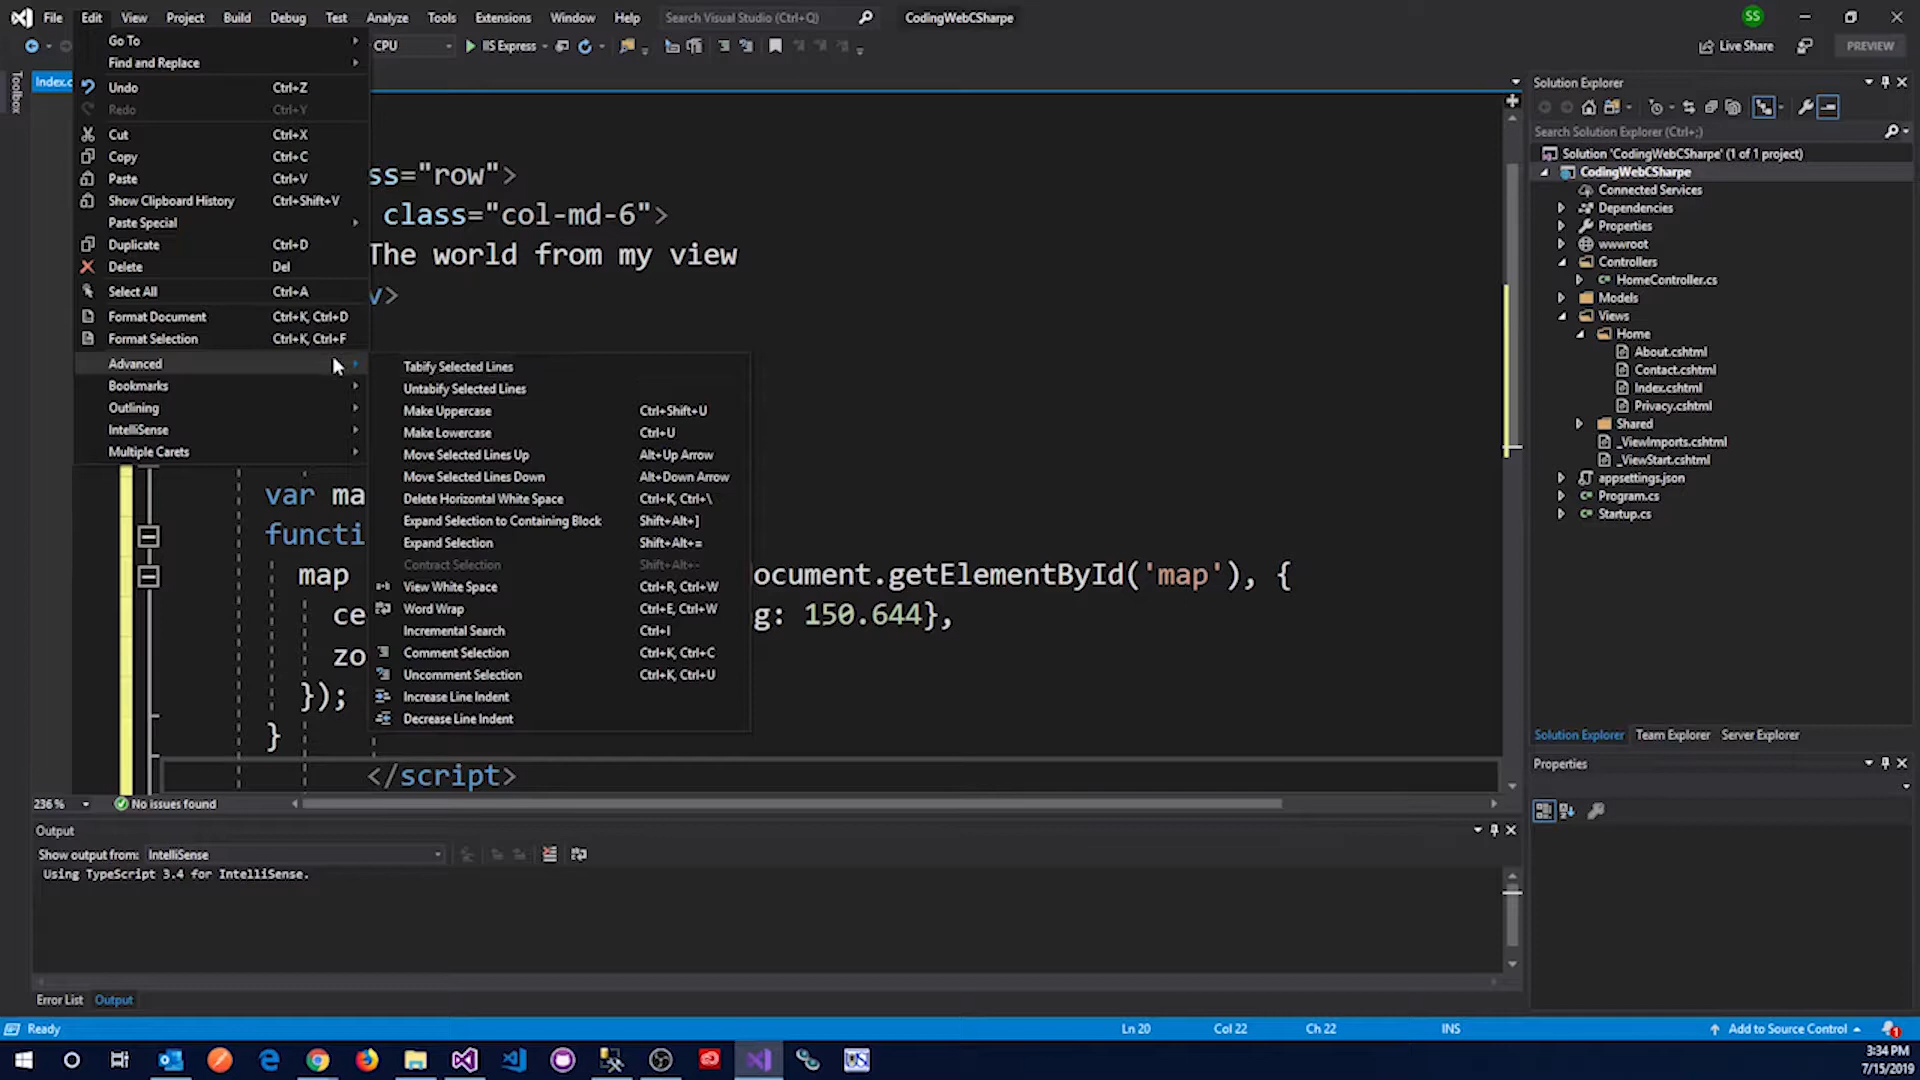 File Edit View Project Build Debug Test Analyze Tools Extensions Window Help Search Visual Studio (Ctrl+Q) CodingWebCSharpe SS
CPU IIS Express Live Share PREVIEW
Toolbox
Index.c
Go To
Find and Replace
Undo Ctrl+Z
Redo Ctrl+Y
Cut Ctrl+X
Copy Ctrl+C
Paste Ctrl+V
Show Clipboard History Ctrl+Shift+V
Paste Special
Duplicate Ctrl+D
Delete Del
Select All Ctrl+A
Format Document Ctrl+K, Ctrl+D
Format Selection Ctrl+K, Ctrl+F
Advanced
Bookmarks
Outlining
IntelliSense
Multiple Carets
Tabify Selected Lines
Untabify Selected Lines
Make Uppercase Ctrl+Shift+U
Make Lowercase Ctrl+U
Move Selected Lines Up Alt+Up Arrow
Move Selected Lines Down Alt+Down Arrow
Delete Horizontal White Space Ctrl+K, Ctrl+\
Expand Selection to Containing Block Shift+Alt+]
Expand Selection Shift+Alt+=
Contract Selection Shift+Alt+-
View White Space Ctrl+R, Ctrl+W
Word Wrap Ctrl+E, Ctrl+W
Incremental Search Ctrl+I
Comment Selection Ctrl+K, Ctrl+C
Uncomment Selection Ctrl+K, Ctrl+U
Increase Line Indent
Decrease Line Indent
ss="row">
class="col-md-6">
The world from my view
v>
var ma
functi
map ocument.getElementById('map'), {
ce g: 150.644},
zo
});
}
</script>
236 % No issues found
Output
Show output from: IntelliSense
Using TypeScript 3.4 for IntelliSense.
Error List Output
Solution Explorer
Search Solution Explorer (Ctrl+;)
Solution 'CodingWebCSharpe' (1 of 1 project)
CodingWebCSharpe
Connected Services
Dependencies
Properties
wwwroot
Controllers
HomeController.cs
Models
Views
Home
About.cshtml
Contact.cshtml
Index.cshtml
Privacy.cshtml
Shared
_ViewImports.cshtml
_ViewStart.cshtml
appsettings.json
Program.cs
Startup.cs
Solution Explorer Team Explorer Server Explorer
Properties
Ready Ln 20 Col 22 Ch 22 INS Add to Source Control 1
3:34 PM
7/15/2019